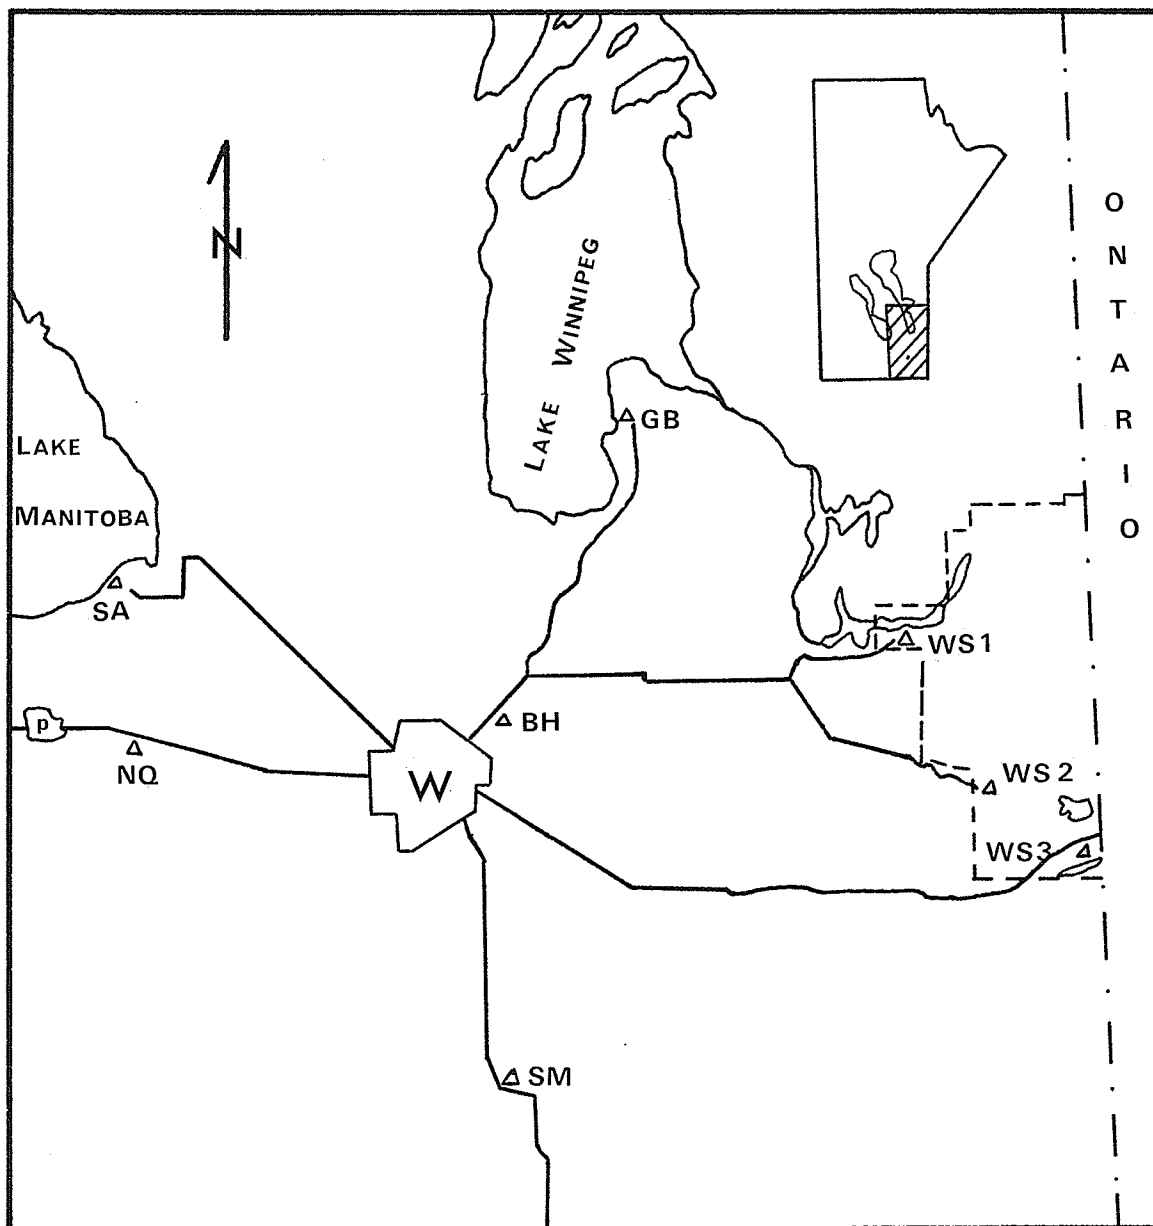 N
LAKE WINNIPEG
ONTARIO
LAKE
MANITOBA
GB
SA
WS1
P
BH
NQ
W
WS2
WS3
SM